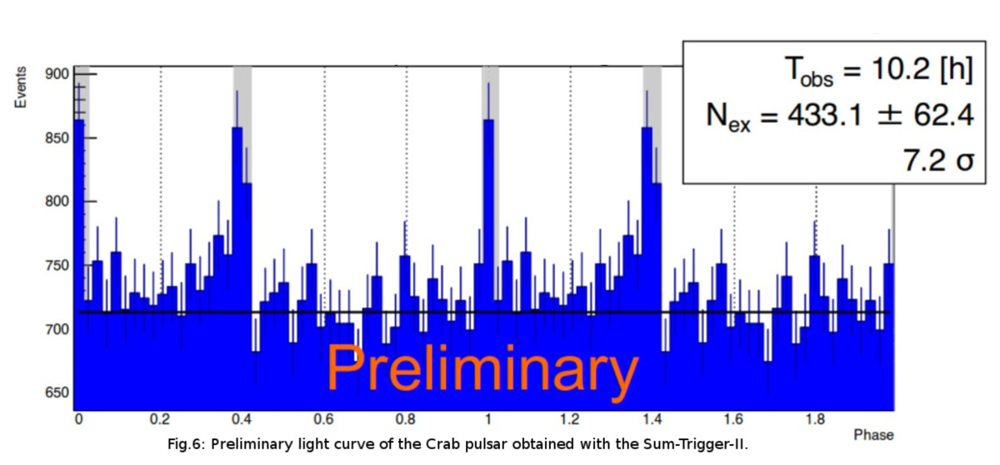 T_obs = 10.2 [h]
N_ex = 433.1 ± 62.4
7.2 σ
Events
900
850
800
750
700
650
Preliminary
0 0.2 0.4 0.6 0.8 1 1.2 1.4 1.6 1.8
Phase
Fig.6: Preliminary light curve of the Crab pulsar obtained with the Sum-Trigger-II.